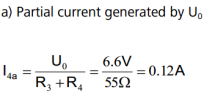 a) Partial current generated by U₀
I₄ₐ = U₀ / (R₃ + R₄) = 6.6V / 55Ω = 0.12A